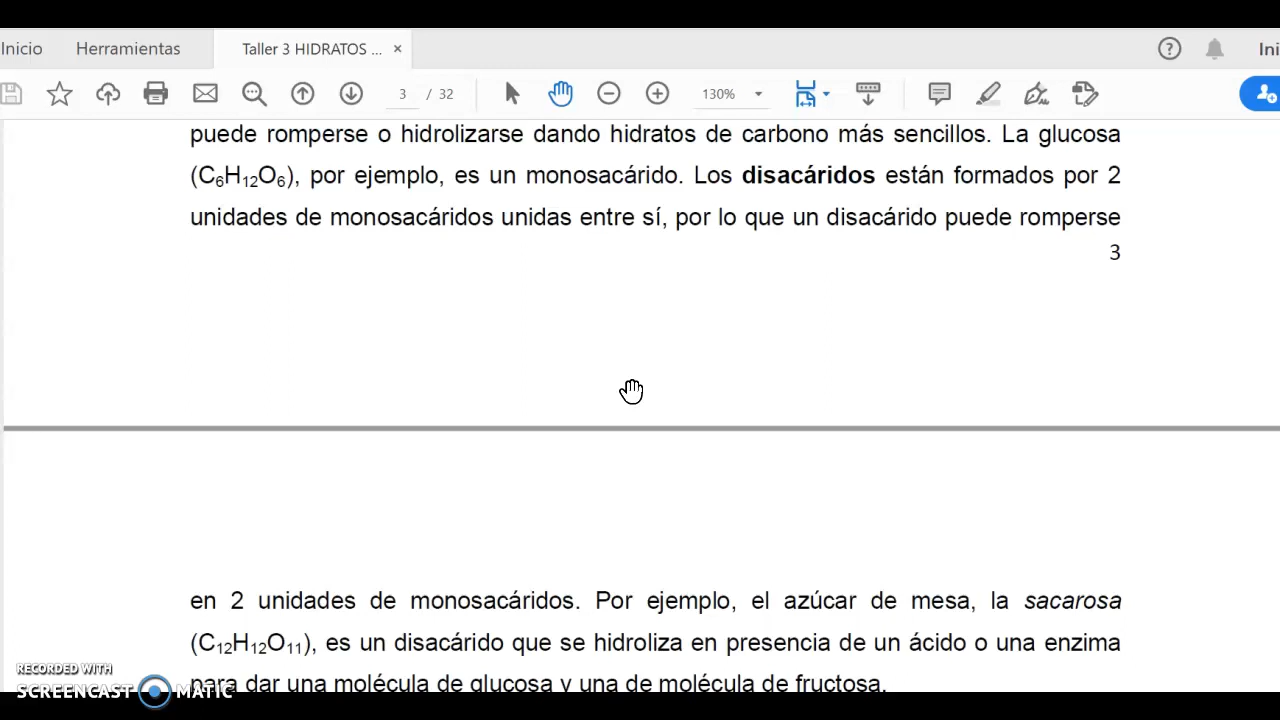 Inicio Herramientas Taller 3 HIDRATOS ... × Ini
3 / 32 130%
puede romperse o hidrolizarse dando hidratos de carbono más sencillos. La glucosa
(C₆H₁₂O₆), por ejemplo, es un monosacárido. Los disacáridos están formados por 2
unidades de monosacáridos unidas entre sí, por lo que un disacárido puede romperse
3
en 2 unidades de monosacáridos. Por ejemplo, el azúcar de mesa, la sacarosa
(C₁₂H₁₂O₁₁), es un disacárido que se hidroliza en presencia de un ácido o una enzima
para dar una molécula de glucosa y una de molécula de fructosa.
RECORDED WITH
SCREENCAST MATIC